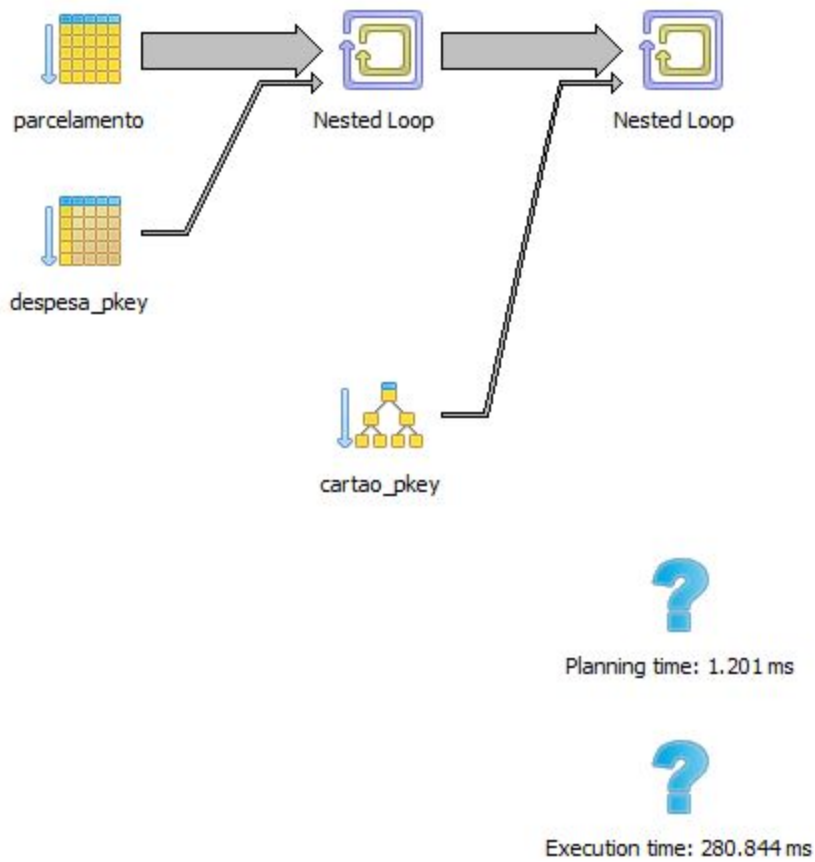 parcelamento
Nested Loop
Nested Loop
despesa_pkey
cartao_pkey
Planning time: 1.201 ms
Execution time: 280.844 ms